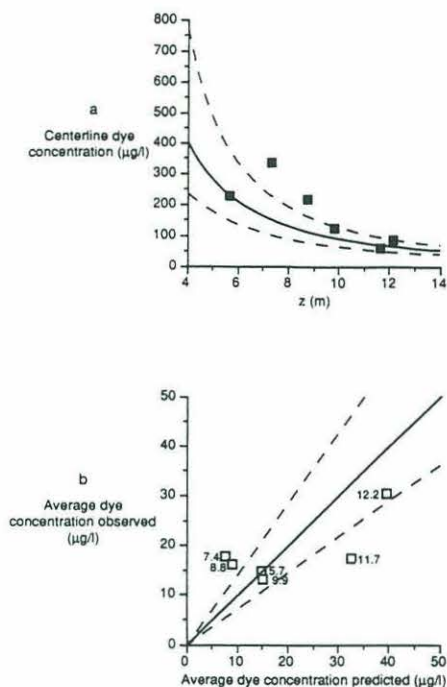 800
700
600
500
400
300
200
100
0
a
Centerline dye
concentration (µg/l)
4 6 8 10 12 14
z (m)
50
40
30
20
10
0
b
Average dye
concentration observed
(µg/l)
12.2
7.4
8.8
5.7
9.9
11.7
0 10 20 30 40 50
Average dye concentration predicted (µg/l)